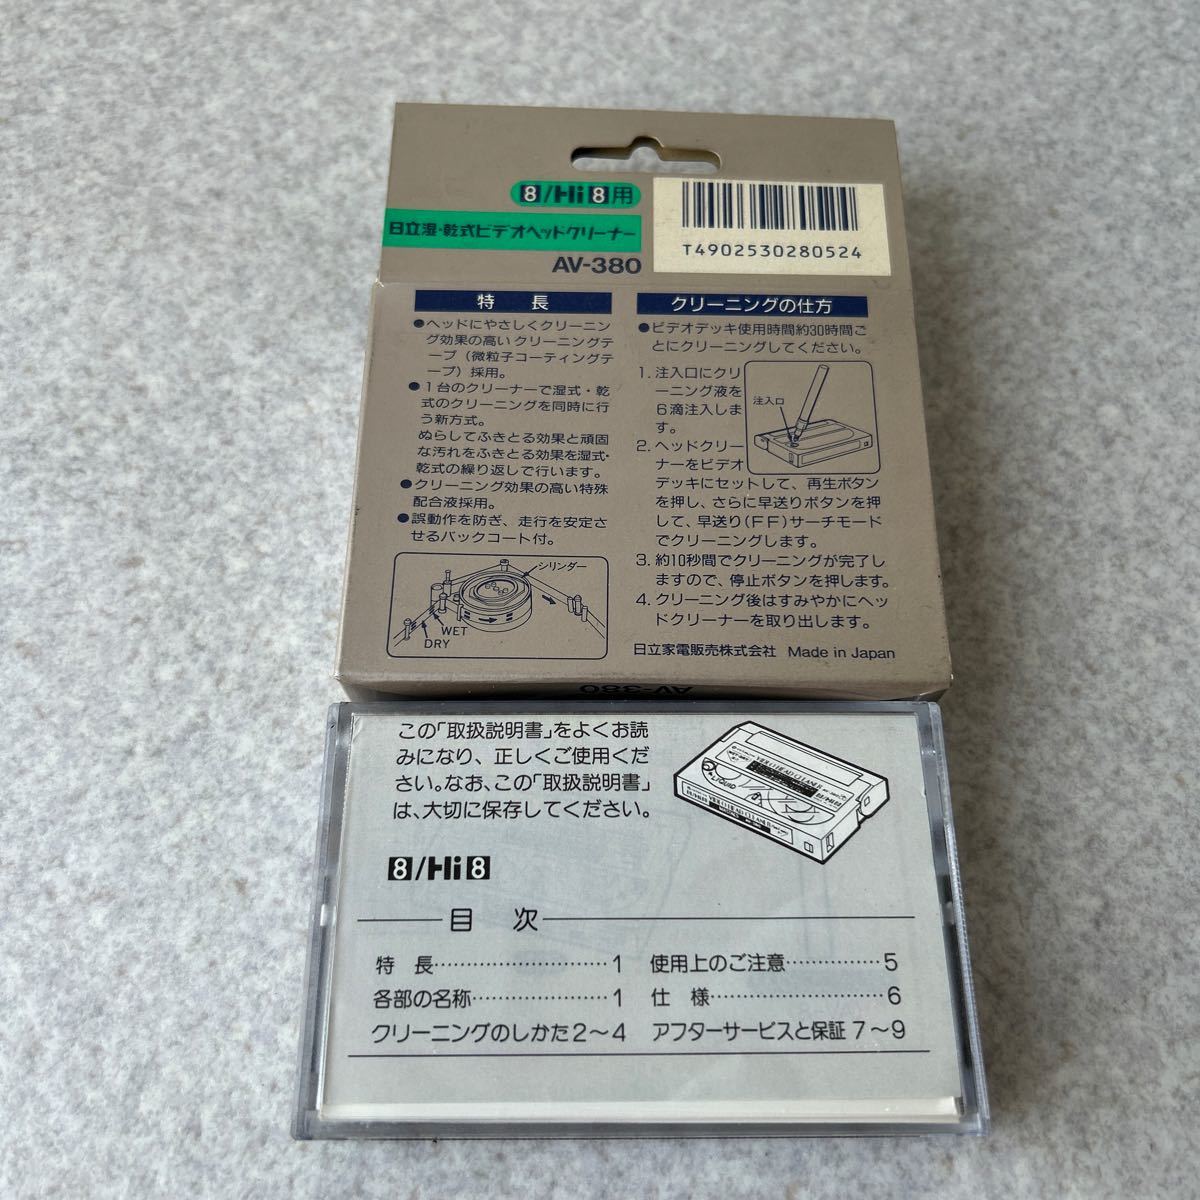 8/Hi8用
日立湿・乾式ビデオヘッドクリーナー
AV-380
T4902530280524
特 長
●ヘッドにやさしくクリーニン
グ効果の高いクリーニングテ
ープ（微粒子コーティングテ
ープ）採用。
●1台のクリーナーで湿式・乾
式のクリーニングを同時に行
う新方式。
ぬらしてふきとる効果と頑固
な汚れをふきとる効果を湿式・
乾式の繰り返しで行います。
●クリーニング効果の高い特殊
配合液採用。
●誤動作を防ぎ、走行を安定さ
せるバックコート付。
シリンダー
WET
DRY
クリーニングの仕方
●ビデオデッキ使用時間約30時間ご
とにクリーニングしてください。
1. 注入口にクリ
ーニング液を
6滴注入しま
す。
注入口
2. ヘッドクリー
ナーをビデオ
デッキにセットして、再生ボタン
を押し、さらに早送りボタンを押
して、早送り(FF)サーチモード
でクリーニングします。
3. 約10秒間でクリーニングが完了し
ますので、停止ボタンを押します。
4. クリーニング後はすみやかにヘッ
ドクリーナーを取り出します。
日立家電販売株式会社 Made in Japan
AV-380
この「取扱説明書」をよくお読
みになり、正しくご使用くだ
さい。なお、この「取扱説明書」
は、大切に保存してください。
VIDEO HEAD CLEANER
LIQUID
8/Hi8
目 次
特 長…………………………1
各部の名称……………………1
クリーニングのしかた2〜4
使用上のご注意……………5
仕 様…………………………6
アフターサービスと保証 7〜9